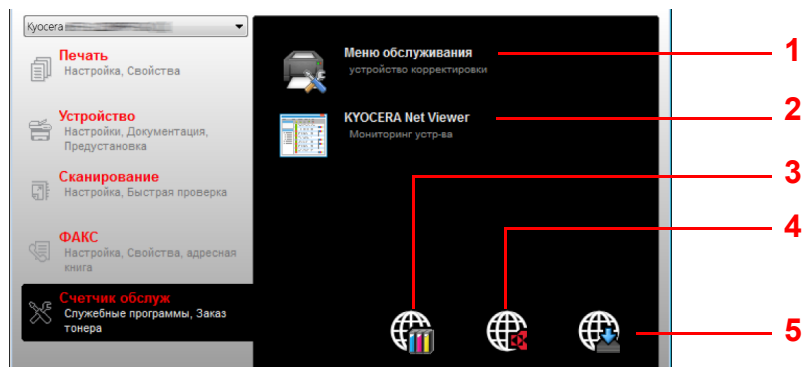 Kyocera
Печать
Настройка, Свойства
Устройство
Настройки, Документация,
Предустановка
Сканирование
Настройка, Быстрая проверка
ФАКС
Настройка, Свойства, адресная
книга
Счетчик обслуж
Служебные программы, Заказ
тонера
Меню обслуживания
устройство корректировки
KYOCERA Net Viewer
Мониторинг устр-ва
1
2
3
4
5